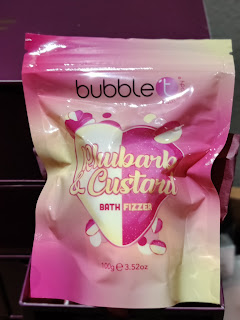 bubble t
Rhubarb
& Custard
BATH FIZZER
100g ℮ 3.52oz